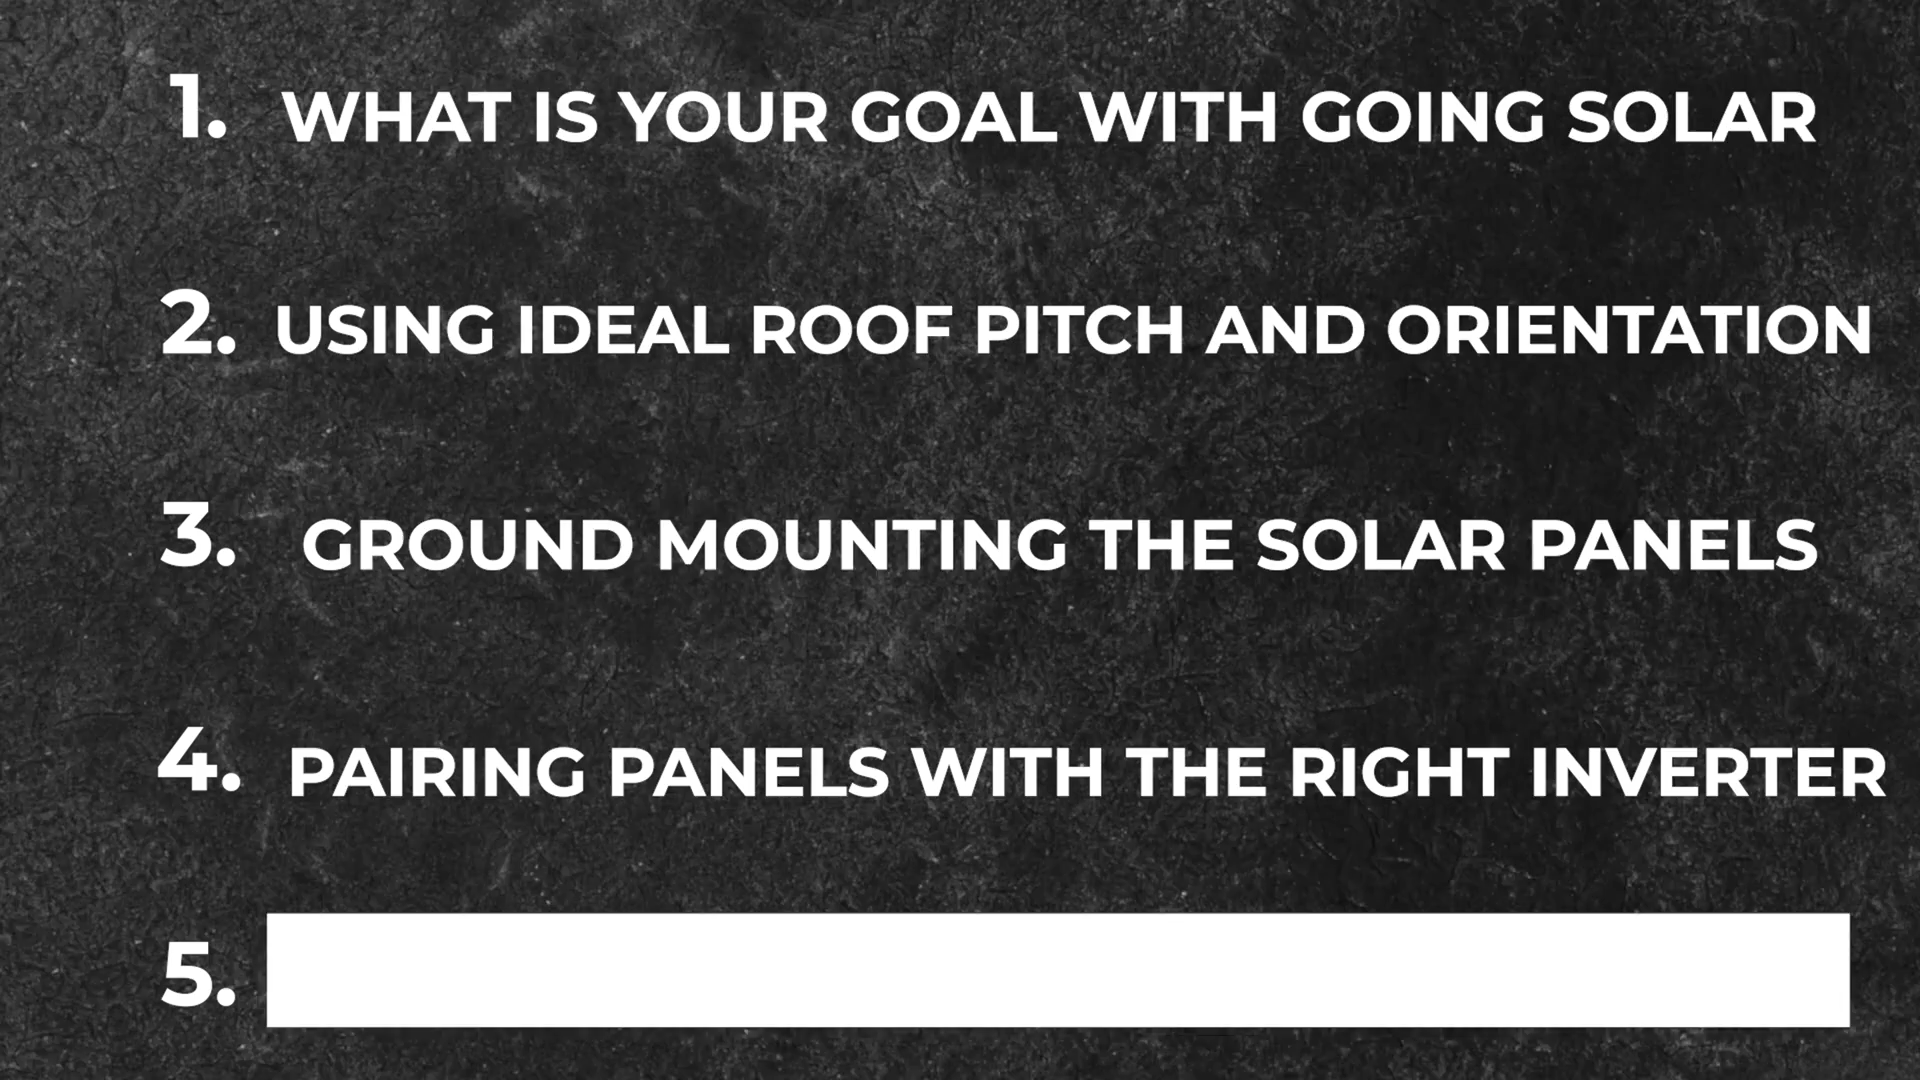 1. WHAT IS YOUR GOAL WITH GOING SOLAR
2. USING IDEAL ROOF PITCH AND ORIENTATION
3. GROUND MOUNTING THE SOLAR PANELS
4. PAIRING PANELS WITH THE RIGHT INVERTER
5.